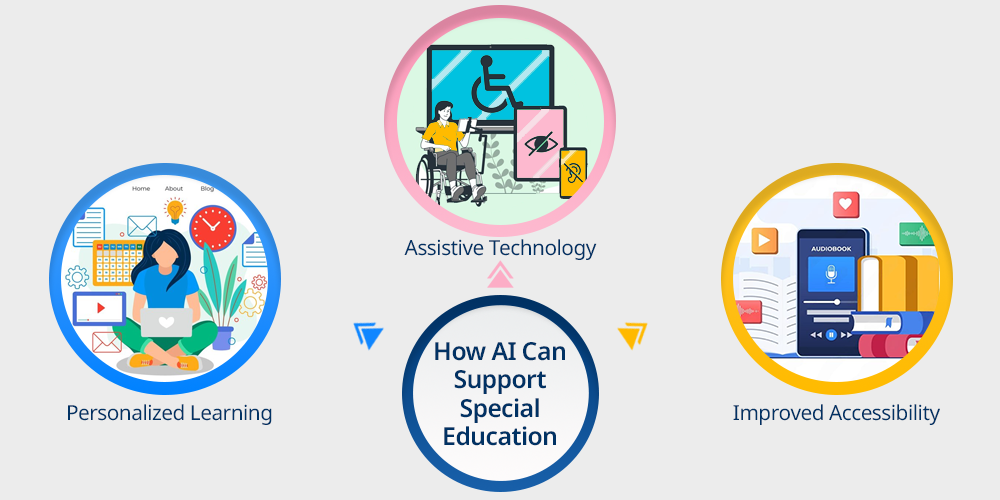 Assistive Technology
Home About Blog
AUDIOBOOK
Personalized Learning
How AI Can
Support
Special
Education
Improved Accessibility